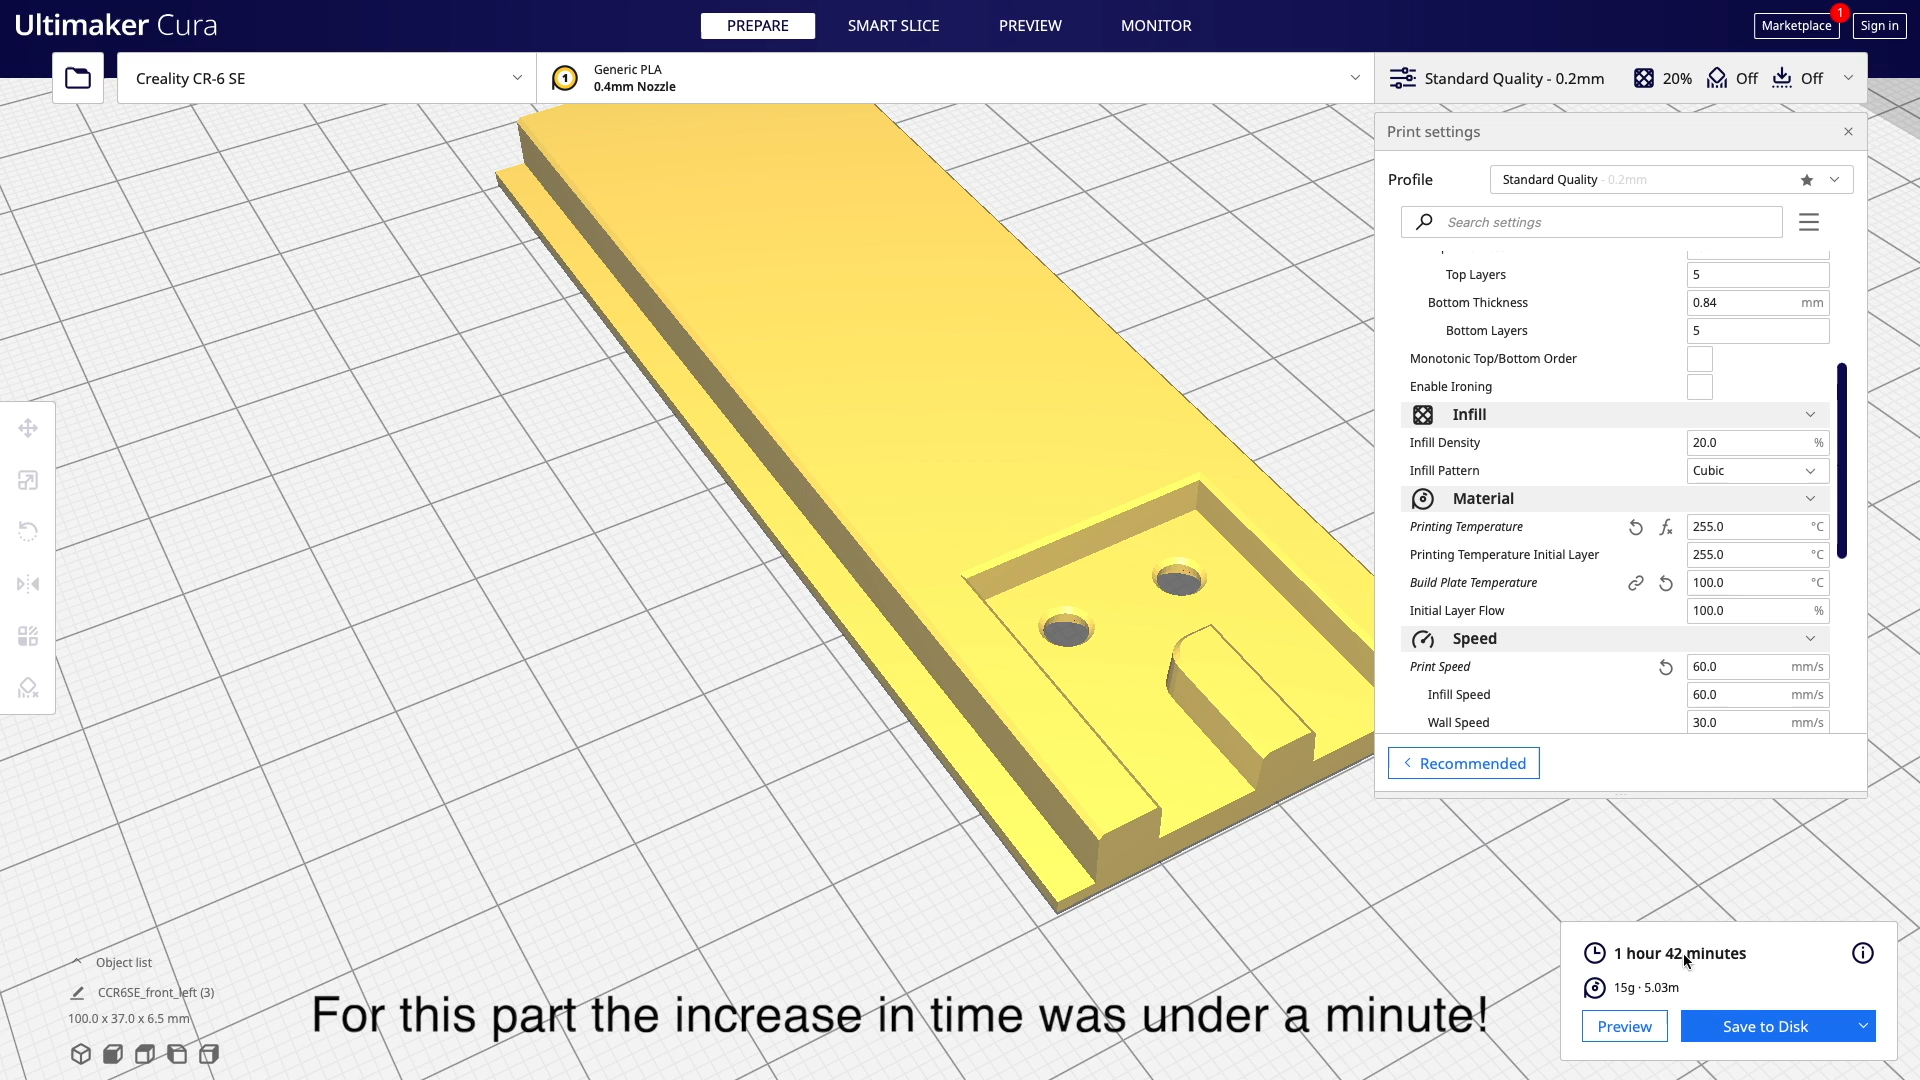 Ultimaker Cura
PREPARE
SMART SLICE
PREVIEW
MONITOR
Marketplace
1
Sign in
Creality CR-6 SE
1
Generic PLA
0.4mm Nozzle
Standard Quality - 0.2mm
20%
Off
Off
Print settings
Profile
Standard Quality - 0.2mm
Search settings
Top Layers 5
Bottom Thickness 0.84 mm
Bottom Layers 5
Monotonic Top/Bottom Order
Enable Ironing
Infill
Infill Density 20.0 %
Infill Pattern Cubic
Material
Printing Temperature 255.0 °C
Printing Temperature Initial Layer 255.0 °C
Build Plate Temperature 100.0 °C
Initial Layer Flow 100.0 %
Speed
Print Speed 60.0 mm/s
Infill Speed 60.0 mm/s
Wall Speed 30.0 mm/s
Recommended
1 hour 42 minutes
15g · 5.03m
Preview
Save to Disk
Object list
CCR6SE_front_left (3)
100.0 x 37.0 x 6.5 mm
For this part the increase in time was under a minute!